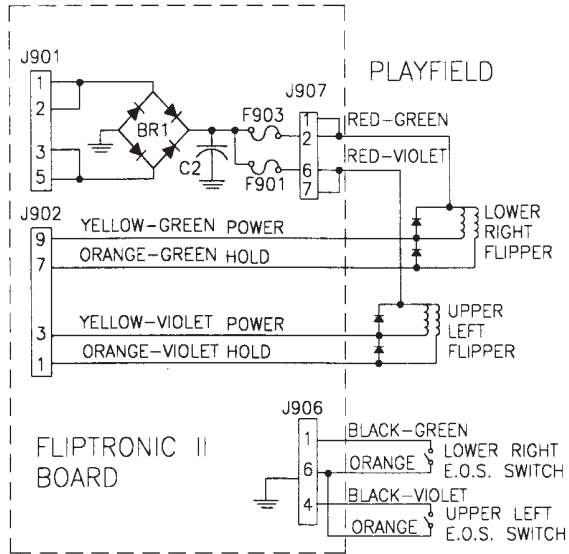 J901
1
2
3
5
BR1
C2
F903
F901
J907
1
2
6
7
PLAYFIELD
RED-GREEN
RED-VIOLET
J902
9
7
3
1
YELLOW-GREEN POWER
ORANGE-GREEN HOLD
YELLOW-VIOLET POWER
ORANGE-VIOLET HOLD
LOWER
RIGHT
FLIPPER
UPPER
LEFT
FLIPPER
FLIPTRONIC II
BOARD
J906
1
6
4
BLACK-GREEN
ORANGE
LOWER RIGHT
E.O.S. SWITCH
BLACK-VIOLET
ORANGE
UPPER LEFT
E.O.S. SWITCH